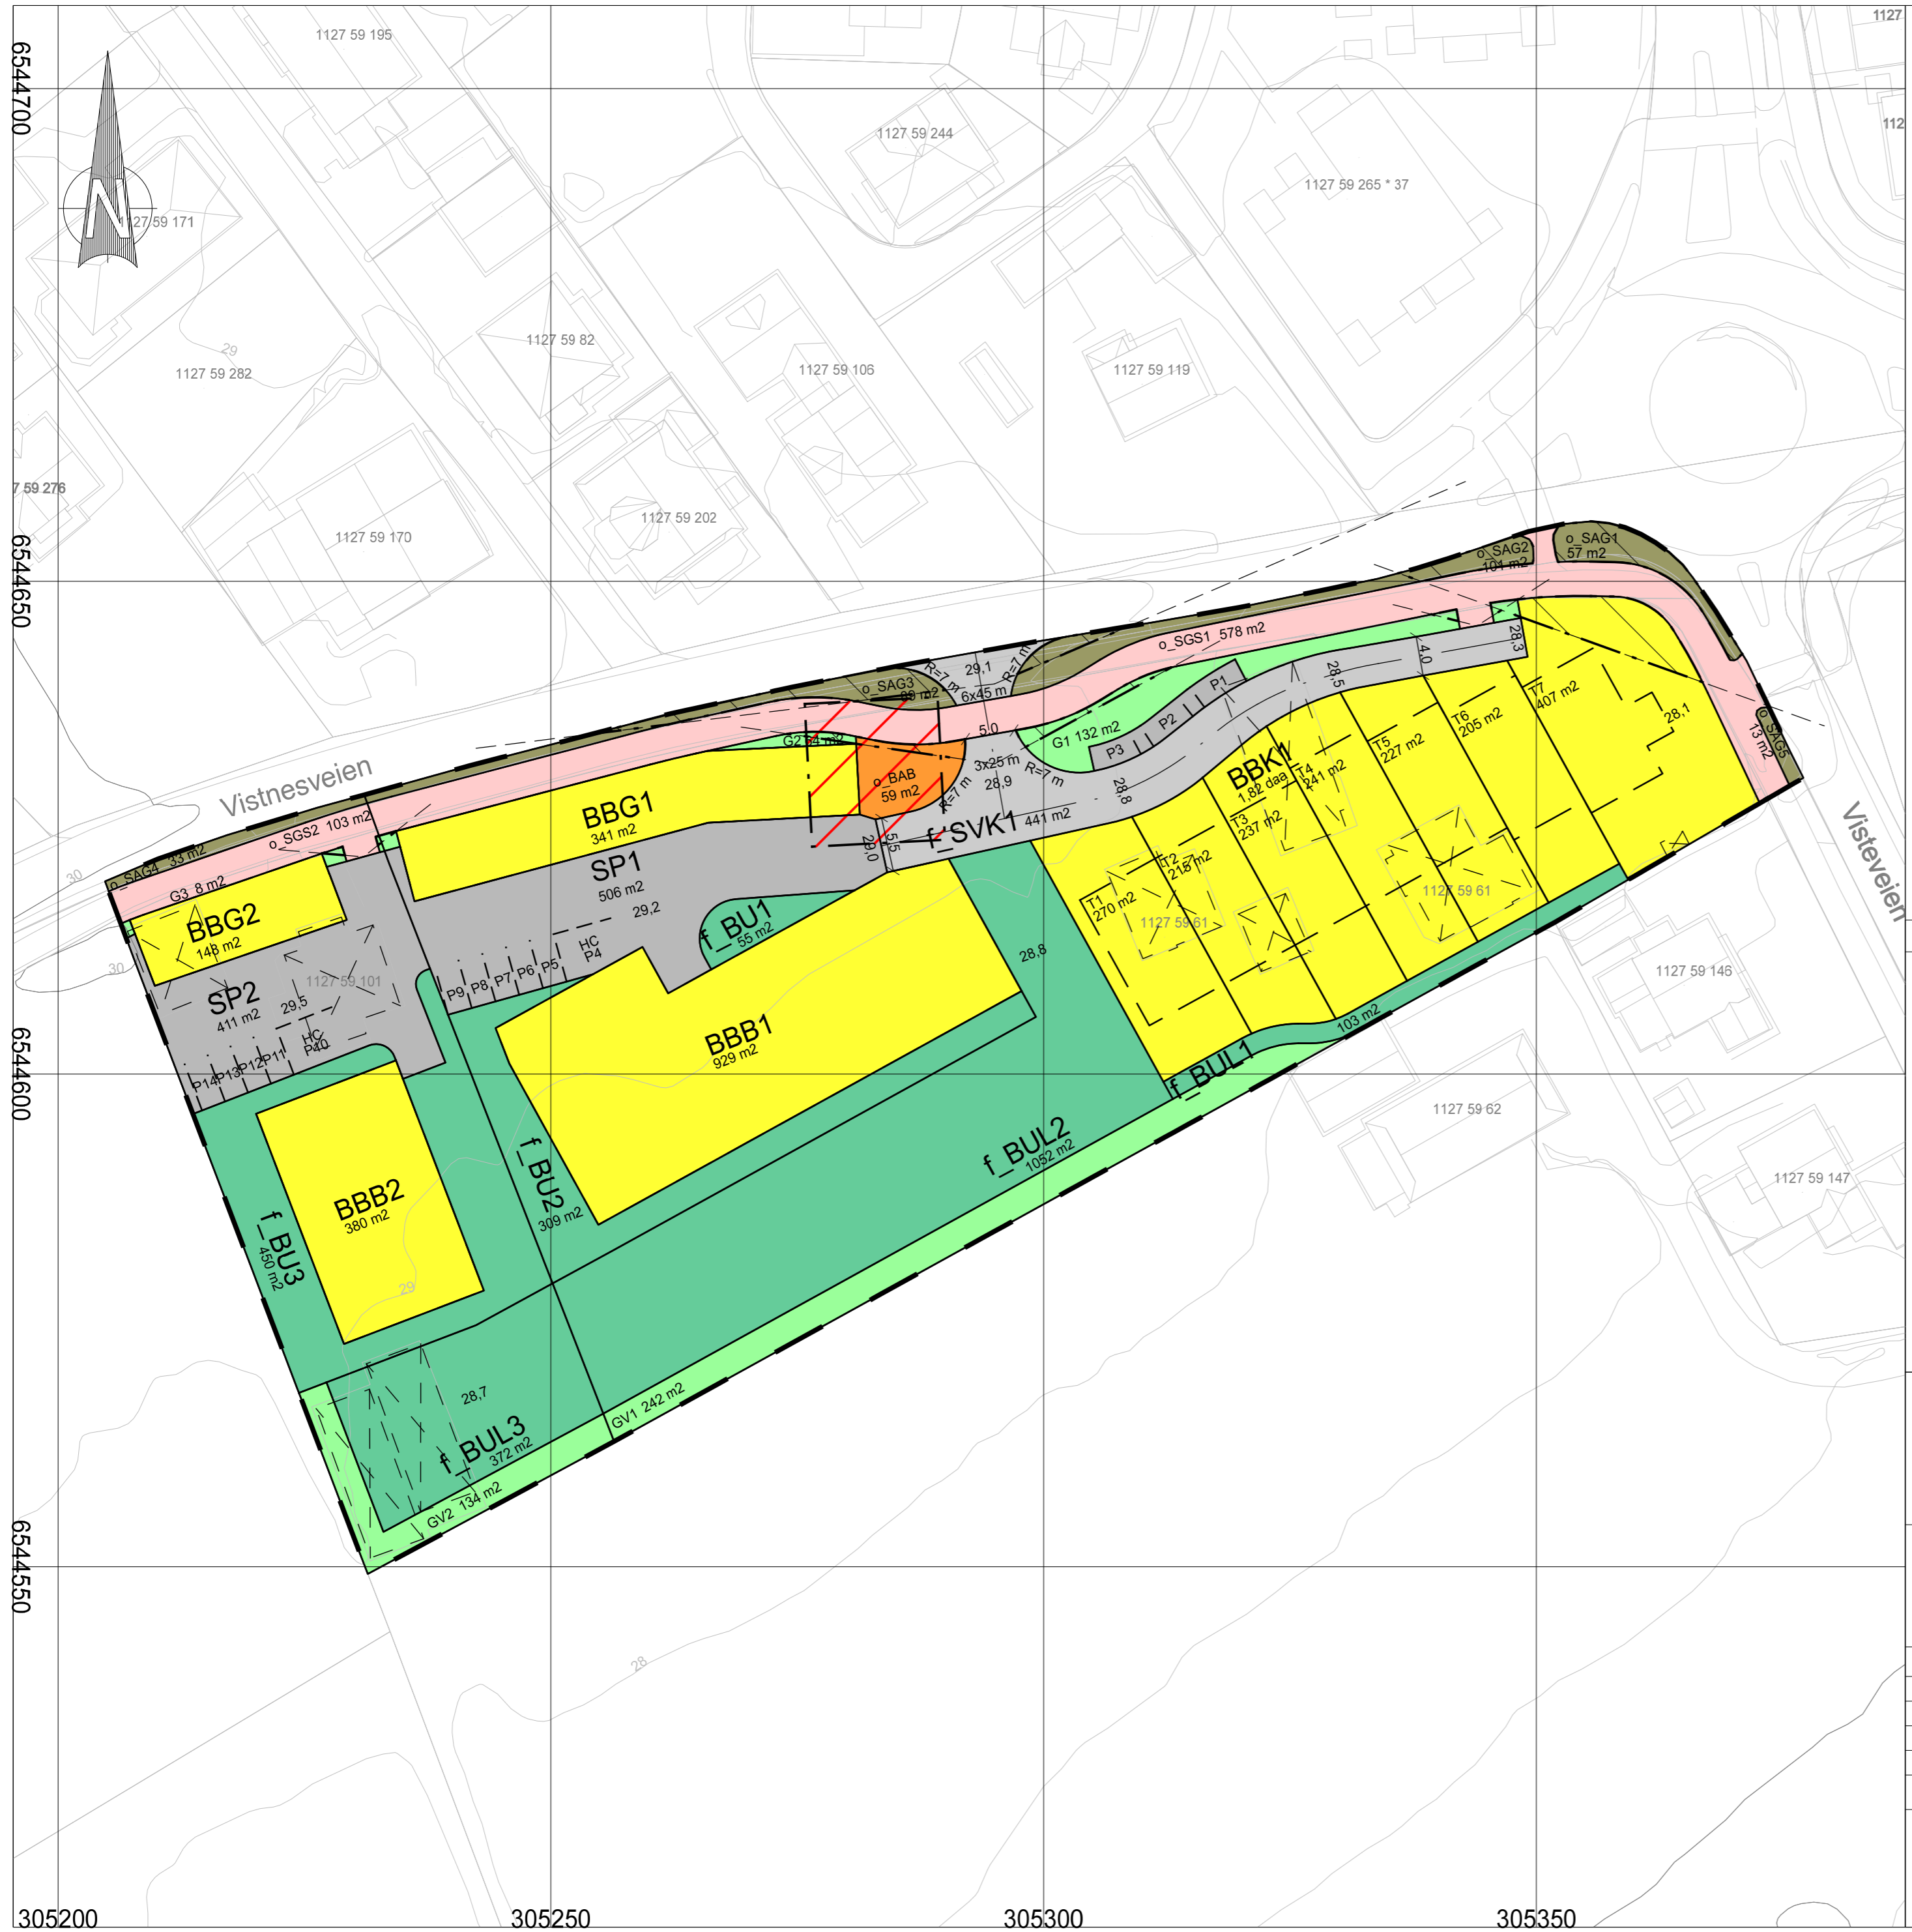 1127 59 195
1127
6544700
1127 59 244
112
1127 59 265 * 37
N
1127 59 171
29
1127 59 82
1127 59 282
1127 59 106
1127 59 119
7 59 276
1127 59 202
1127 59 170
6544650
o_SAG1
57 m2
o_SAG2
101 m2
o_SGS1 578 m2
29,1
R=7 m
R=7 m
6x45 m
o_SAG3
89 m2
28,3
4,0
28,5
P1
P2
P3
G1 132 m2
5,0
G2
3x25 m
28,9
R=7 m
R=7 m
28,8
o_BAB
59 m2
T7
407 m2
T6
205 m2
28,1
T5
227 m2
BBK1
1,82 daa
T4
241 m2
T3
237 m2
T2
215 m2
T1
270 m2
o_SAG5
13 m2
Vistnesveien
Visteveien
BBG1
341 m2
f_SVK1 441 m2
5,5
29,0
o_SGS2 103 m2
o_SAG4 33 m2
G3 8 m2
30
SP1
506 m2
29,2
f_BU1
55 m2
BBG2
148 m2
1127 59 61
1127 59 61
28,8
HC
P4
P5
P6
P7
P8
P9
30
1127 59 101
SP2
411 m2
29,5
HC
P10
P11
P12
P13
P14
1127 59 146
BBB1
929 m2
103 m2
f_BUL1
6544600
1127 59 62
f_BUL2
1052 m2
f_BU2
309 m2
BBB2
380 m2
1127 59 147
f_BU3
450 m2
29
28,7
GV1 242 m2
f_BUL3
372 m2
GV2 134 m2
6544550
28
305200
305250
305300
305350